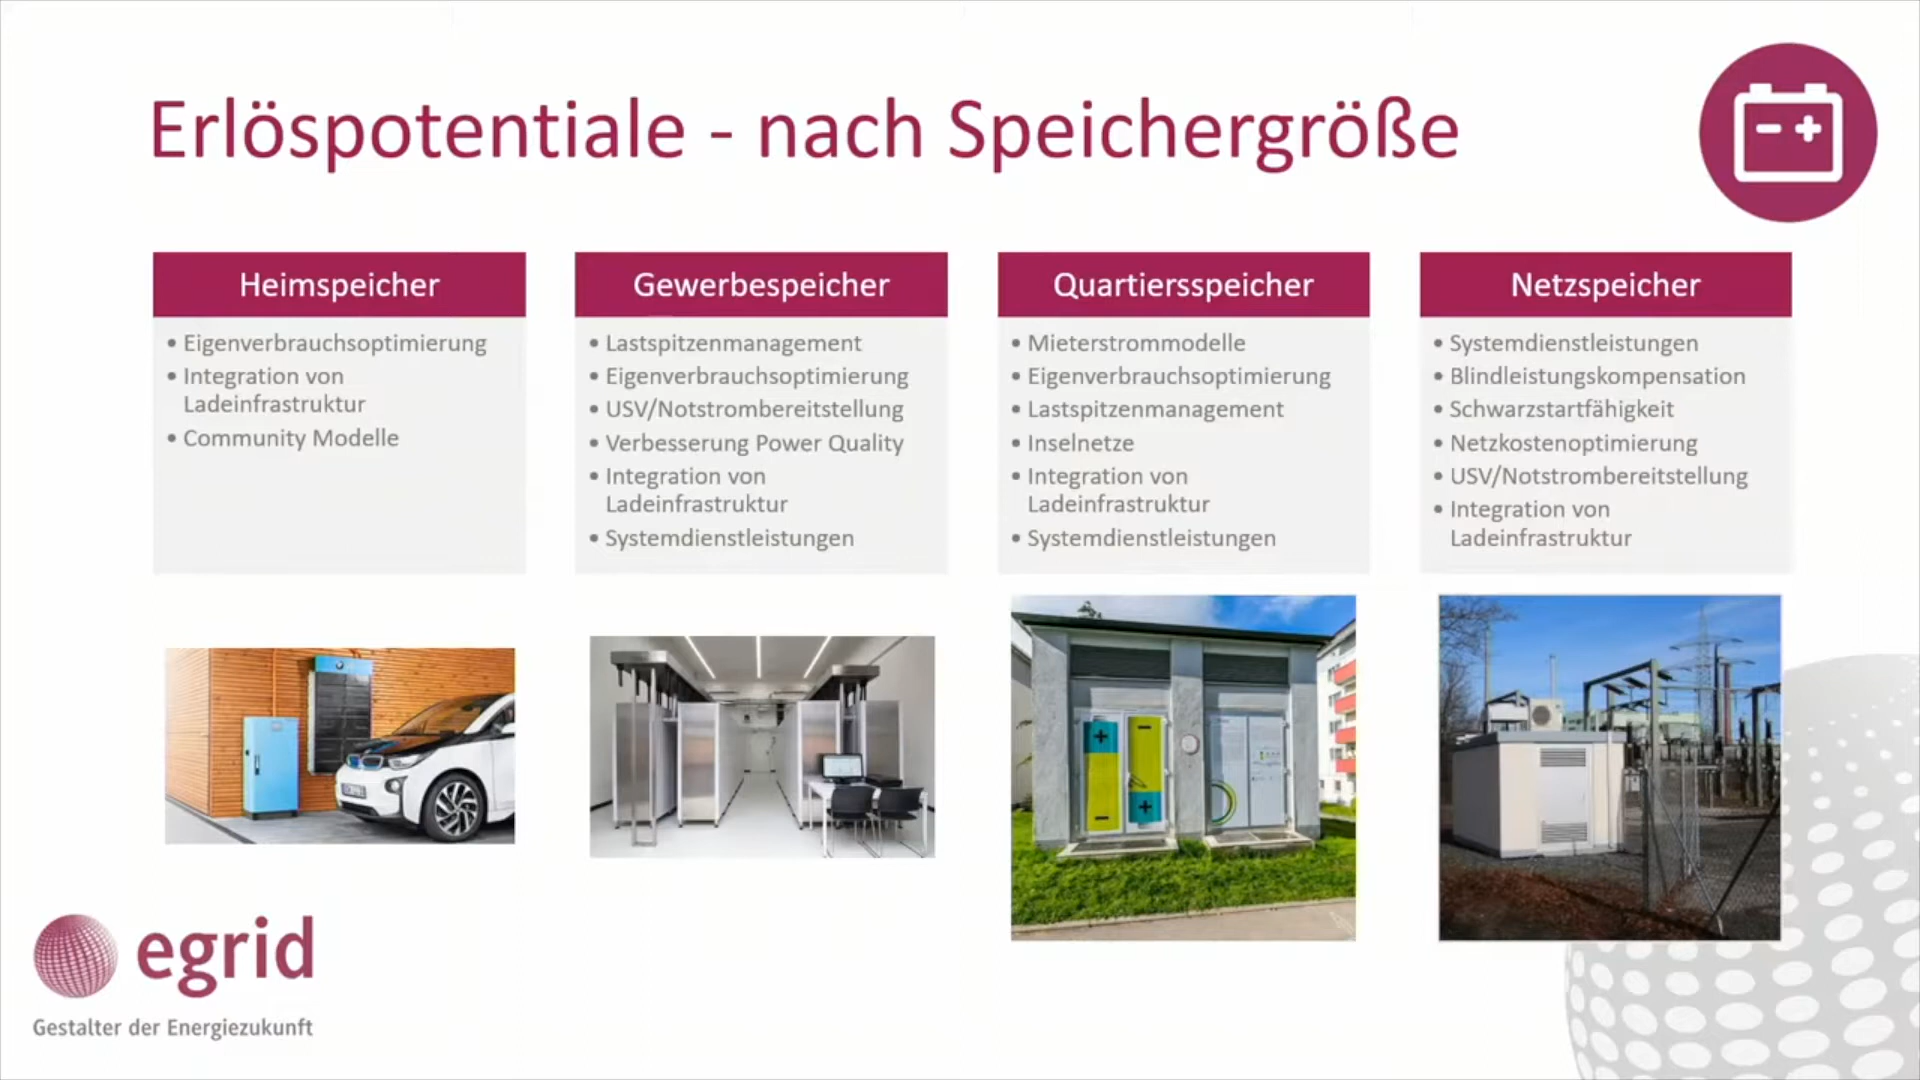 Erlöspotentiale - nach Speichergröße
Heimspeicher
• Eigenverbrauchsoptimierung
• Integration von
Ladeinfrastruktur
• Community Modelle
Gewerbespeicher
• Lastspitzenmanagement
• Eigenverbrauchsoptimierung
• USV/Notstrombereitstellung
• Verbesserung Power Quality
• Integration von
Ladeinfrastruktur
• Systemdienstleistungen
Quartiersspeicher
• Mieterstrommodelle
• Eigenverbrauchsoptimierung
• Lastspitzenmanagement
• Inselnetze
• Integration von
Ladeinfrastruktur
• Systemdienstleistungen
Netzspeicher
• Systemdienstleistungen
• Blindleistungskompensation
• Schwarzstartfähigkeit
• Netzkostenoptimierung
• USV/Notstrombereitstellung
• Integration von
Ladeinfrastruktur
egrid
Gestalter der Energiezukunft